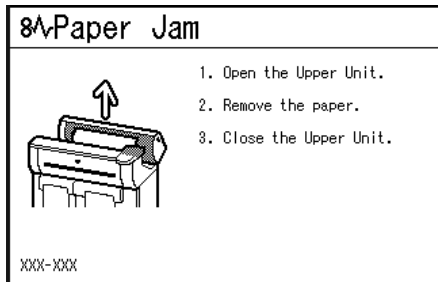 Paper Jam
1. Open the Upper Unit.
2. Remove the paper.
3. Close the Upper Unit.
XXX-XXX